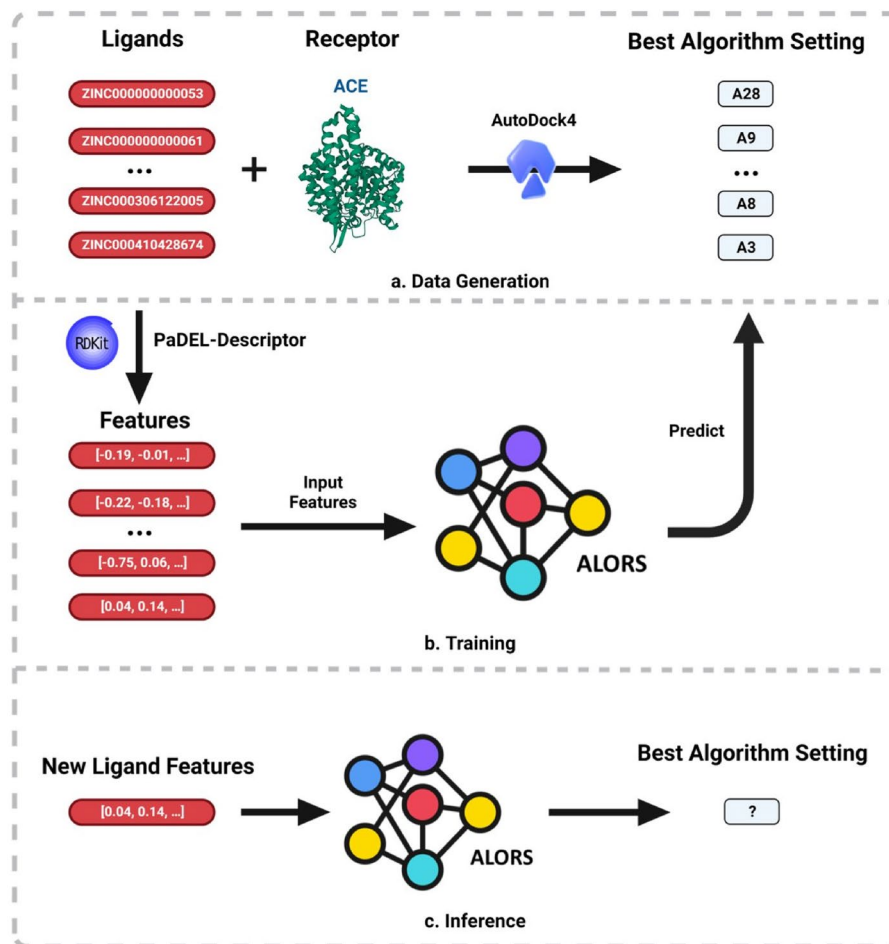 Ligands
Receptor
Best Algorithm Setting
ZINC000000000053
ACE
A28
AutoDock4
ZINC000000000061
A9
...
+
...
ZINC000306122005
A8
ZINC000410428674
A3
a. Data Generation
RDKit
PaDEL-Descriptor
Features
Predict
[-0.19, -0.01, ...]
Input
Features
[-0.22, -0.18, ...]
...
[-0.75, 0.06, ...]
ALORS
[0.04, 0.14, ...]
b. Training
New Ligand Features
Best Algorithm Setting
[0.04, 0.14, ...]
?
ALORS
c. Inference